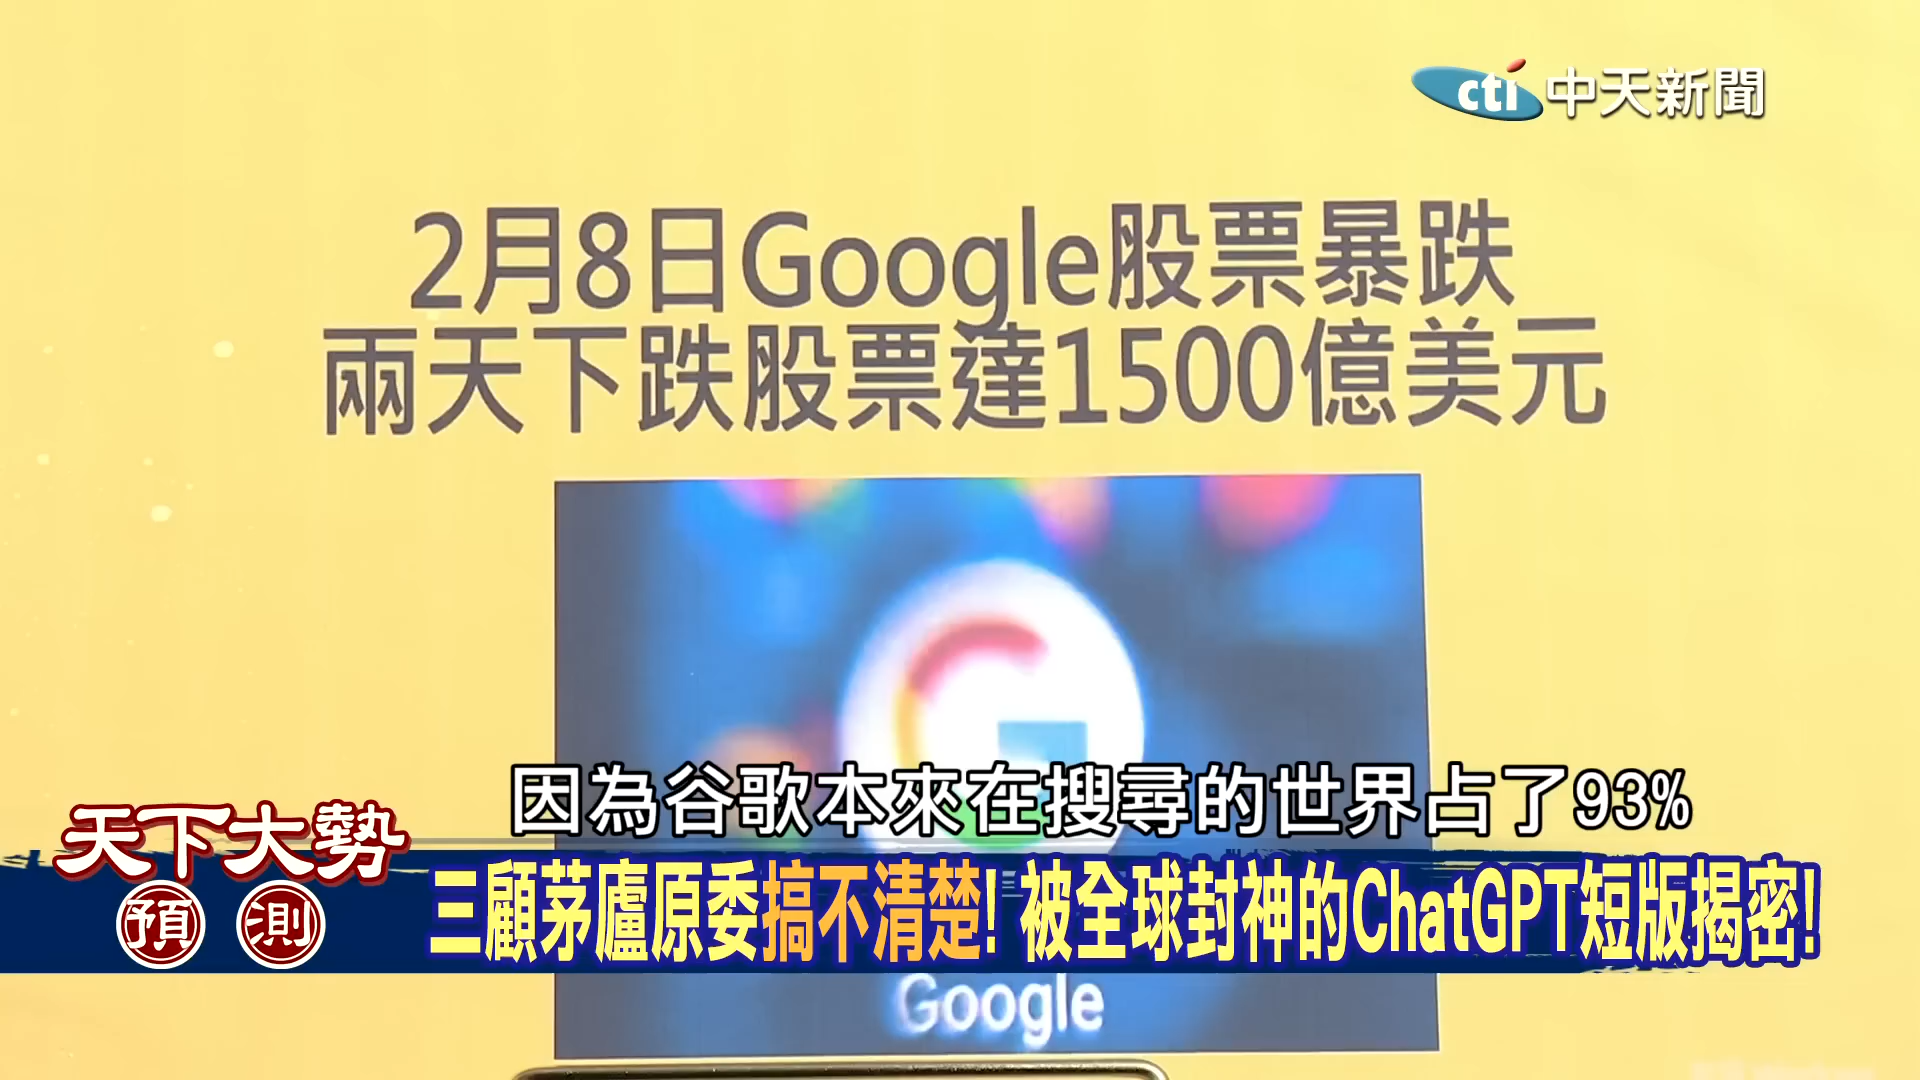 cti 中天新聞
2月8日Google股票暴跌
兩天下跌股票達1500億美元
因為谷歌本來在搜尋的世界占了93%
天下大勢
預測
三顧茅廬原委搞不清楚! 被全球封神的ChatGPT短版揭密!
Google